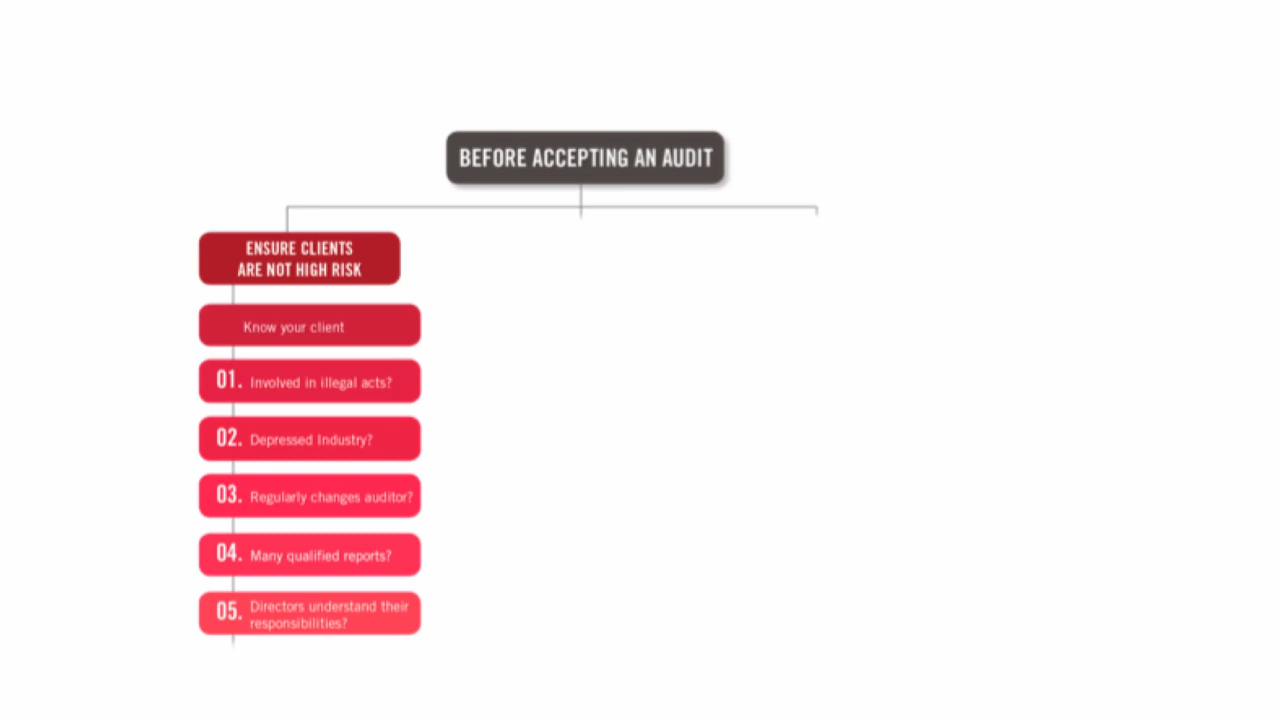 BEFORE ACCEPTING AN AUDIT
ENSURE CLIENTS
ARE NOT HIGH RISK
Know your client
01. Involved in illegal acts?
02. Depressed Industry?
03. Regularly changes auditor?
04. Many qualified reports?
05. Directors understand their
responsibilities?